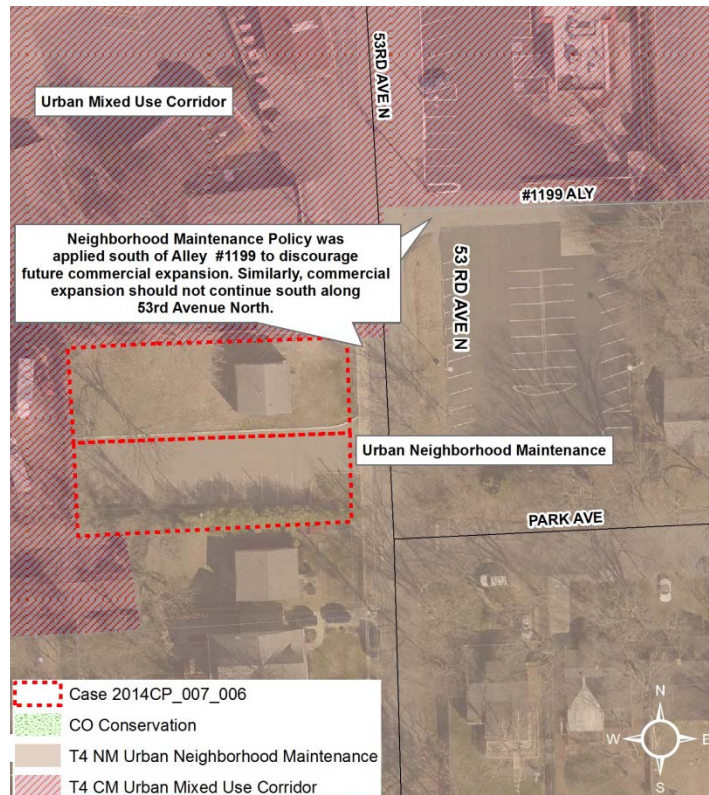 53RD AVE N
Urban Mixed Use Corridor
#1199 ALY
Neighborhood Maintenance Policy was
applied south of Alley #1199 to discourage
future commercial expansion. Similarly, commercial
expansion should not continue south along
53rd Avenue North.
53 RD AVE N
Urban Neighborhood Maintenance
PARK AVE
Case 2014CP_007_006
CO Conservation
T4 NM Urban Neighborhood Maintenance
T4 CM Urban Mixed Use Corridor
N
W
E
S